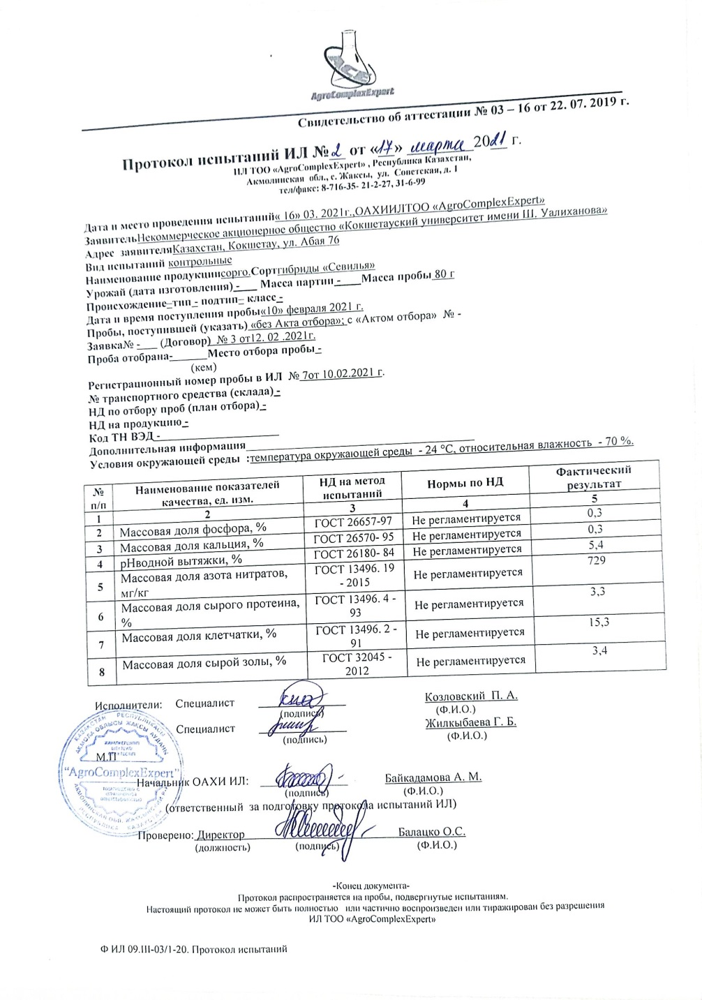 ACE
AgroComplexExpert
Свидетельство об аттестации № 03 – 16 от 22. 07. 2019 г.
Протокол испытаний ИЛ № 2 от «17» марта 2021 г.
ИЛ ТОО «AgroComplexExpert» , Республика Казахстан,
Акмолинская обл., с. Жаксы, ул. Советская, д. 1
тел/факс: 8-716-35- 21-2-27, 31-6-99
Дата и место проведения испытаний« 16» 03. 2021г.,ОАХИИЛТОО «AgroComplexExpert»
ЗаявительНекоммерческое акционерное общество «Кокшетауский университет имени Ш. Уалиханова»
Адрес заявителяКазахстан, Кокшетау, ул. Абая 76
Вид испытаний контрольные
Наименование продукциисорго.Сортгибриды «Севилья»
Урожай (дата изготовления) -____ Масса партии -____Масса пробы 80 г
Происхождение–тип - подтип– класс -
Дата и время поступления пробы«10» февраля 2021 г.
Пробы, поступившей (указать) «без Акта отбора»; с «Актом отбора» № -
Заявка№ -____ (Договор) № 3 от12. 02 .2021г.
Проба отобрана-_______Место отбора пробы -
(кем)
Регистрационный номер пробы в ИЛ № 7от 10.02.2021 г.
№ транспортного средства (склада) -
НД по отбору проб (план отбора) -
НД на продукцию -
Код ТН ВЭД -
Дополнительная информация
Условия окружающей среды :температура окружающей среды - 24 °С, относительная влажность - 70 %.
№ п/п Наименование показателей качества, ед. изм. НД на метод испытаний Нормы по НД Фактический результат
1 2 3 4 5
2 Массовая доля фосфора, % ГОСТ 26657-97 Не регламентируется 0,3
3 Массовая доля кальция, % ГОСТ 26570- 95 Не регламентируется 0,3
4 рНводной вытяжки, % ГОСТ 26180- 84 Не регламентируется 5,4
5 Массовая доля азота нитратов, мг/кг ГОСТ 13496. 19 - 2015 Не регламентируется 729
6 Массовая доля сырого протеина, % ГОСТ 13496. 4 - 93 Не регламентируется 3,3
7 Массовая доля клетчатки, % ГОСТ 13496. 2 - 91 Не регламентируется 15,3
8 Массовая доля сырой золы, % ГОСТ 32045 - 2012 Не регламентируется 3,4
Исполнители: Специалист Козловский П. А.
(подпись) (Ф.И.О.)
Специалист Жилкыбаева Г. Б.
(подпись) (Ф.И.О.)
М.П
"AgroComplexExpert"
Начальник ОАХИ ИЛ: Байкадамова А. М.
(подпись) (Ф.И.О.)
(ответственный за подготовку протокола испытаний ИЛ)
Проверено: Директор Балацко О.С.
(должность) (подпись) (Ф.И.О.)
-Конец документа-
Протокол распространяется на пробы, подвергнутые испытаниям.
Настоящий протокол не может быть полностью или частично воспроизведен или тиражирован без разрешения
ИЛ ТОО «AgroComplexExpert»
Ф ИЛ 09.III-03/1-20. Протокол испытаний